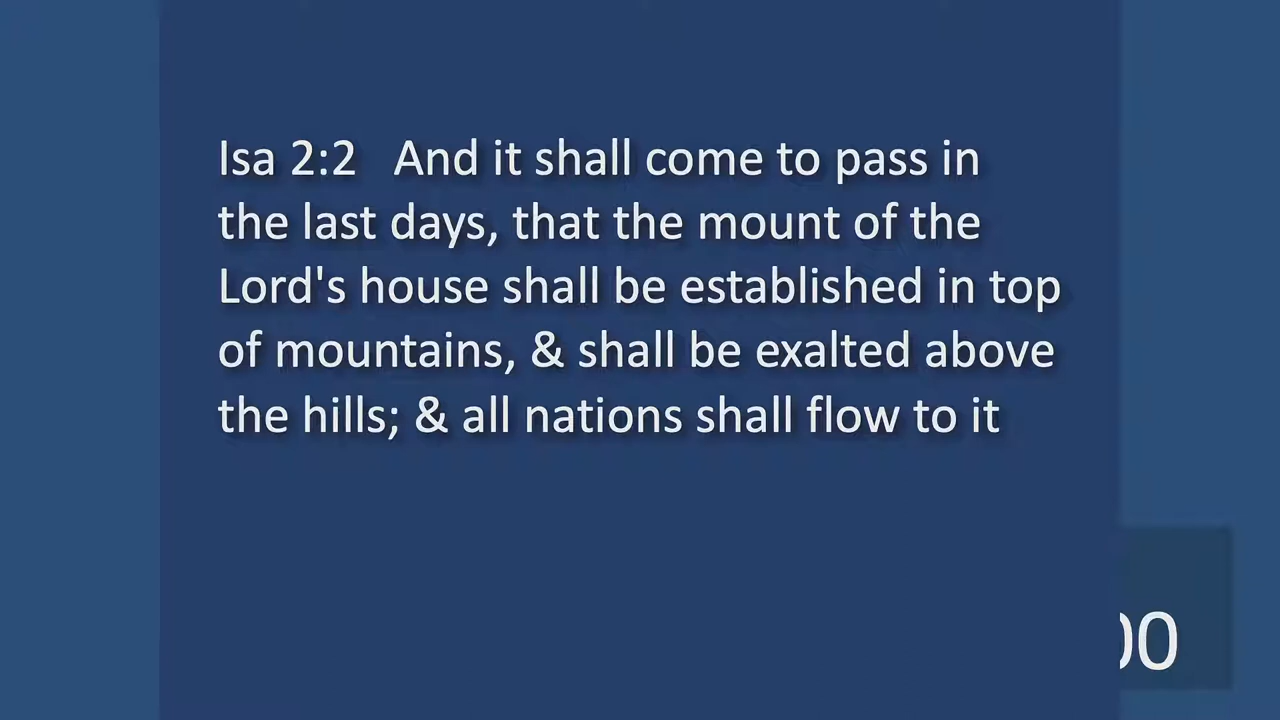 Isa 2:2 And it shall come to pass in
the last days, that the mount of the
Lord's house shall be established in top
of mountains, & shall be exalted above
the hills; & all nations shall flow to it